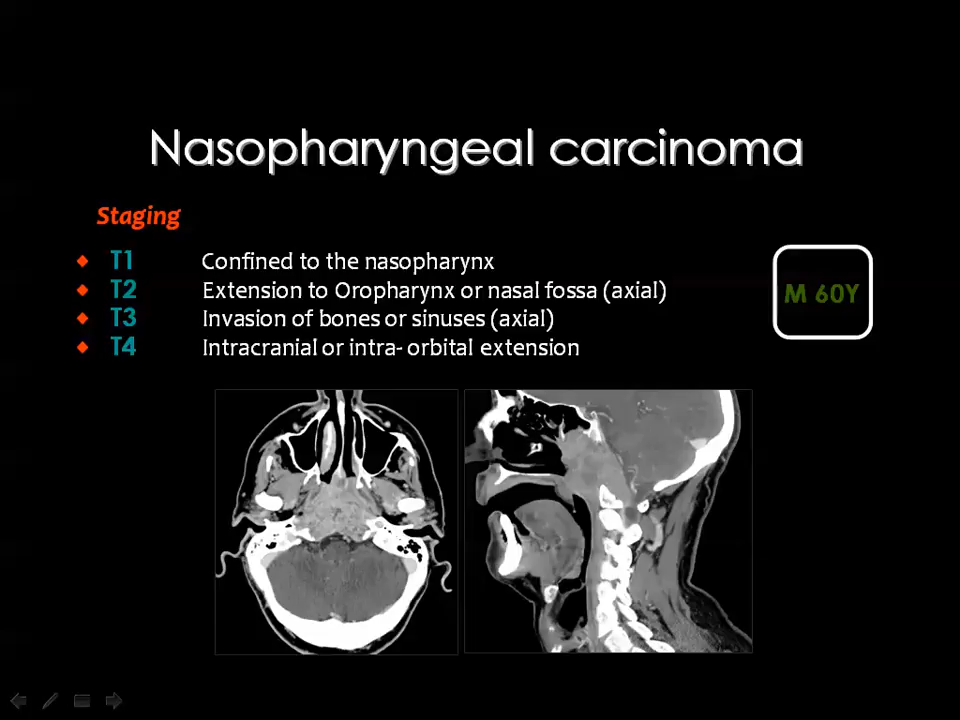 Nasopharyngeal carcinoma
Staging
T1 Confined to the nasopharynx
T2 Extension to Oropharynx or nasal fossa (axial)
T3 Invasion of bones or sinuses (axial)
T4 Intracranial or intra- orbital extension
M 60Y